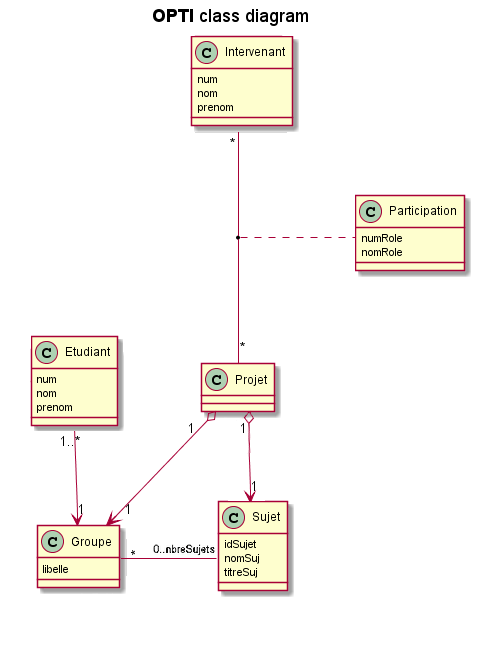 OPTI class diagram
C Intervenant
num
nom
prenom
*
C Participation
numRole
nomRole
*
C Etudiant
num
nom
prenom
C Projet
1..*
1
1
1
1
1
C Groupe
libelle
*
0..nbreSujets
C Sujet
idSujet
nomSuj
titreSuj